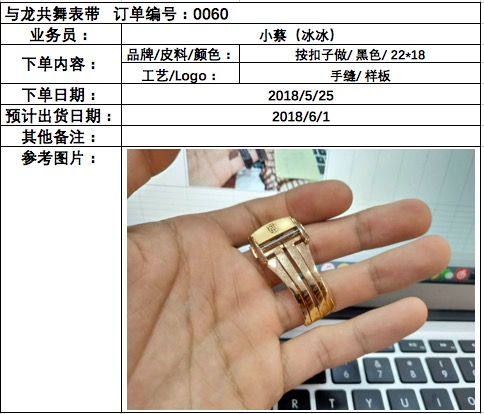 与龙共舞表带 订单编号：0060
业务员： 小蔡（冰冰）
下单内容： 品牌/皮料/颜色： 按扣子做/ 黑色/ 22*18
工艺/Logo： 手缝/ 样板
下单日期： 2018/5/25
预计出货日期： 2018/6/1
其他备注：
参考图片：